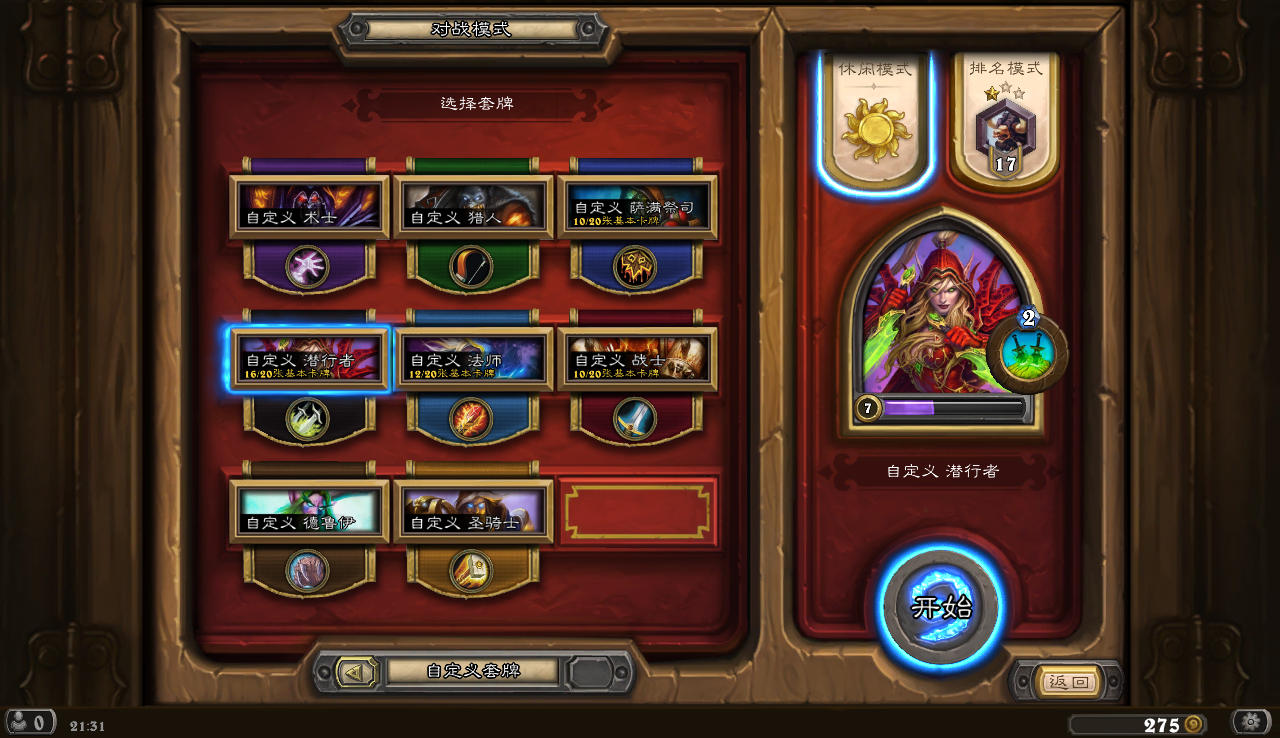 对战模式
选择套牌
自定义 术士
自定义 猎人
自定义 萨满祭司
10/20张基本卡牌
自定义 潜行者
16/20张基本卡牌
自定义 法师
12/20张基本卡牌
自定义 战士
10/20张基本卡牌
自定义 德鲁伊
自定义 圣骑士
自定义套牌
休闲模式
排名模式
17
2
7
自定义 潜行者
开始
返回
0
21:31
275